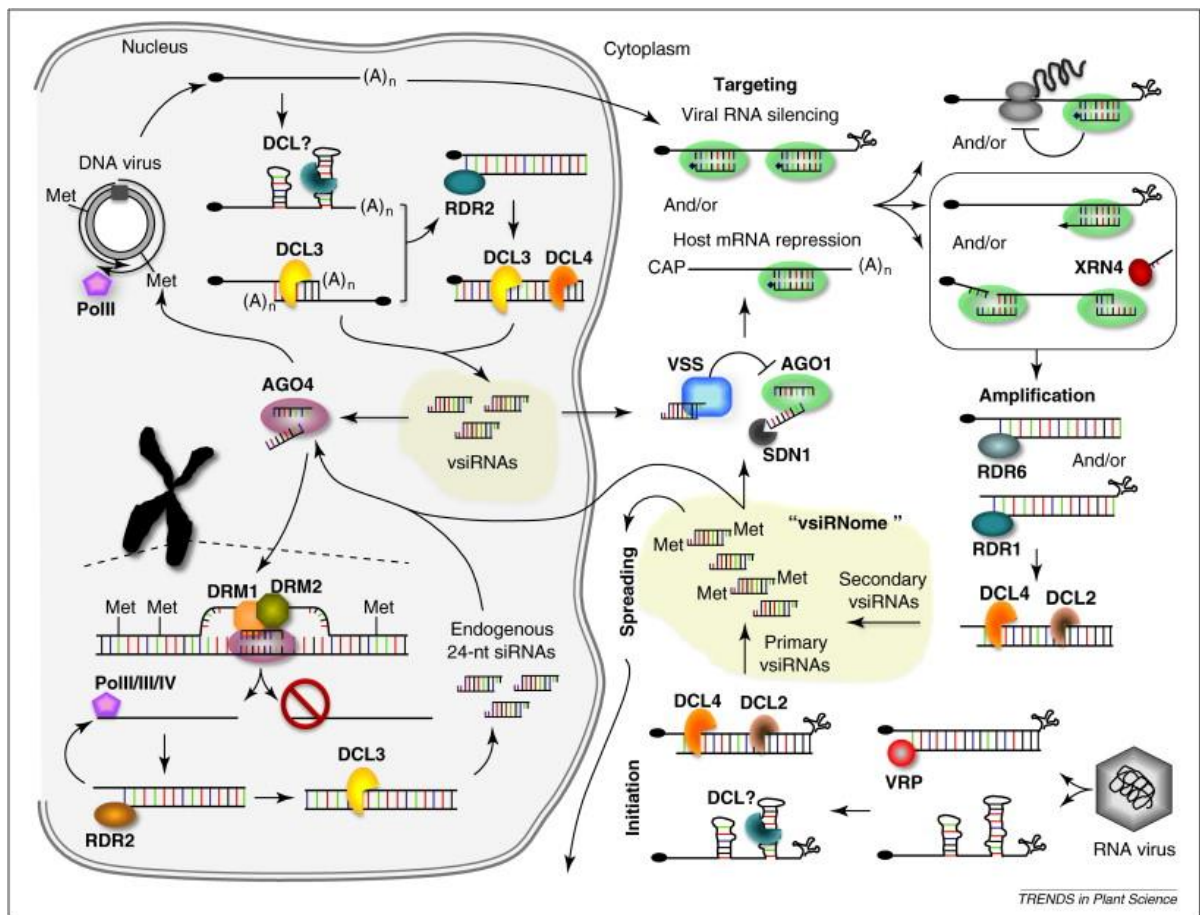 Nucleus
Cytoplasm
(A)n
Targeting
Viral RNA silencing
And/or
DNA virus
DCL?
Met
RDR2
(A)n
And/or
Host mRNA repression
And/or
XRN4
DCL3
(A)n
(A)n
DCL3
DCL4
CAP
(A)n
PolII
Met
AGO4
vsiRNAs
VSS
AGO1
SDN1
Amplification
RDR6
And/or
RDR1
DCL4
DCL2
"vsiRNome "
Met
Met
Met
Met
Secondary
vsiRNAs
Primary
vsiRNAs
Spreading
DRM1
DRM2
Met
Met
Met
Endogenous
24-nt siRNAs
PolII/III/IV
DCL3
RDR2
DCL4
DCL2
Initiation
DCL?
VRP
RNA virus
TRENDS in Plant Science